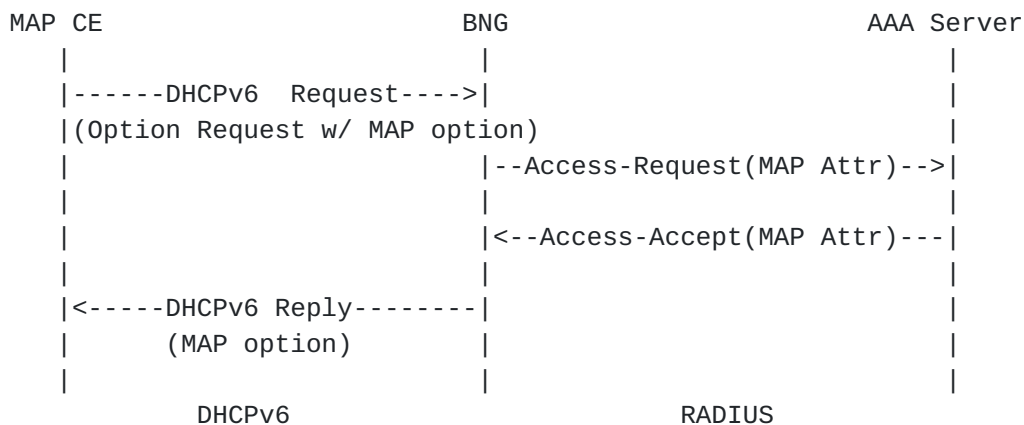 MAP CE                        BNG                         AAA Server
|------DHCPv6  Request---->|
|(Option Request w/ MAP option)
|--Access-Request(MAP Attr)-->|
|<--Access-Accept(MAP Attr)---|
|<-----DHCPv6 Reply--------|
|      (MAP option)        |
DHCPv6                         RADIUS